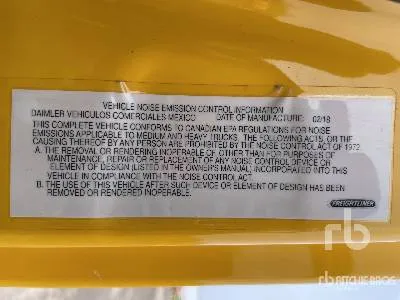 VEHICLE NOISE EMISSION CONTROL INFORMATION
DAIMLER VEHICULOS COMERCIALES MEXICO DATE OF MANUFACTURE: 02/18
THIS COMPLETE VEHICLE CONFORMS TO CANADIAN EPA REGULATIONS FOR NOISE
EMISSIONS APPLICABLE TO MEDIUM AND HEAVY TRUCKS. THE FOLLOWING ACTS, OR THE
CAUSING THEREOF BY ANY PERSON ARE PROHIBITED BY THE NOISE CONTROL ACT OF 1972.
A. THE REMOVAL OR RENDERING INOPERABLE OF OTHER THAN FOR PURPOSES OF
MAINTENANCE, REPAIR OR REPLACEMENT OF ANY NOISE CONTROL DEVICE OR
ELEMENT OF DESIGN (LISTED IN THE OWNER'S MANUAL) INCORPORATED INTO THIS
VEHICLE IN COMPLIANCE WITH THE NOISE CONTROL ACT.
B. THE USE OF THIS VEHICLE AFTER SUCH DEVICE OR ELEMENT OF DESIGN HAS BEEN
REMOVED OR RENDERED INOPERABLE.
FREIGHTLINER
rb
rb RITCHIE BROS